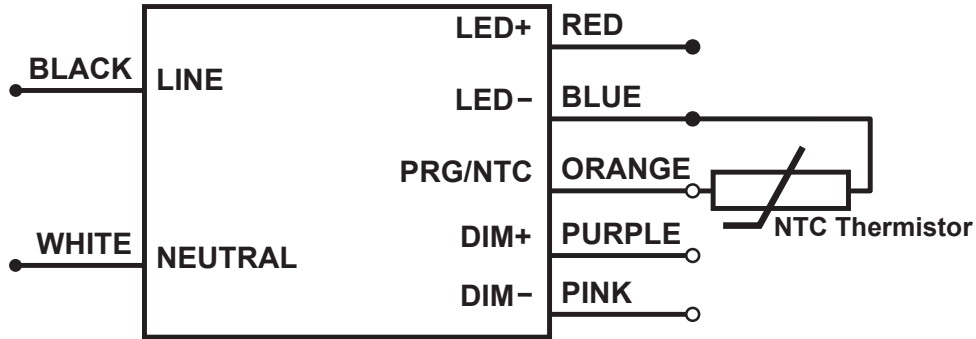 BLACK
LINE
WHITE
NEUTRAL
LED+ RED
LED− BLUE
PRG/NTC ORANGE
NTC Thermistor
DIM+ PURPLE
DIM− PINK